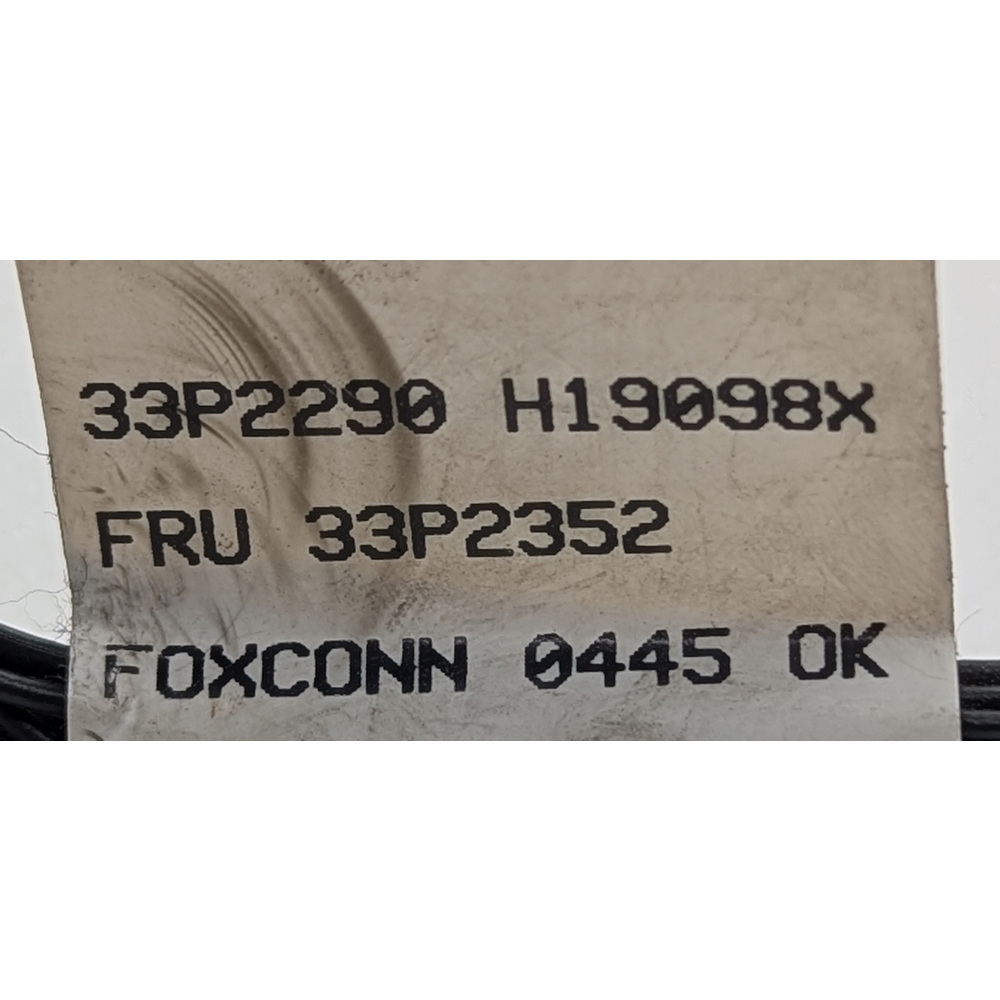 33P2290 H19098X
FRU 33P2352
FOXCONN 0445 OK